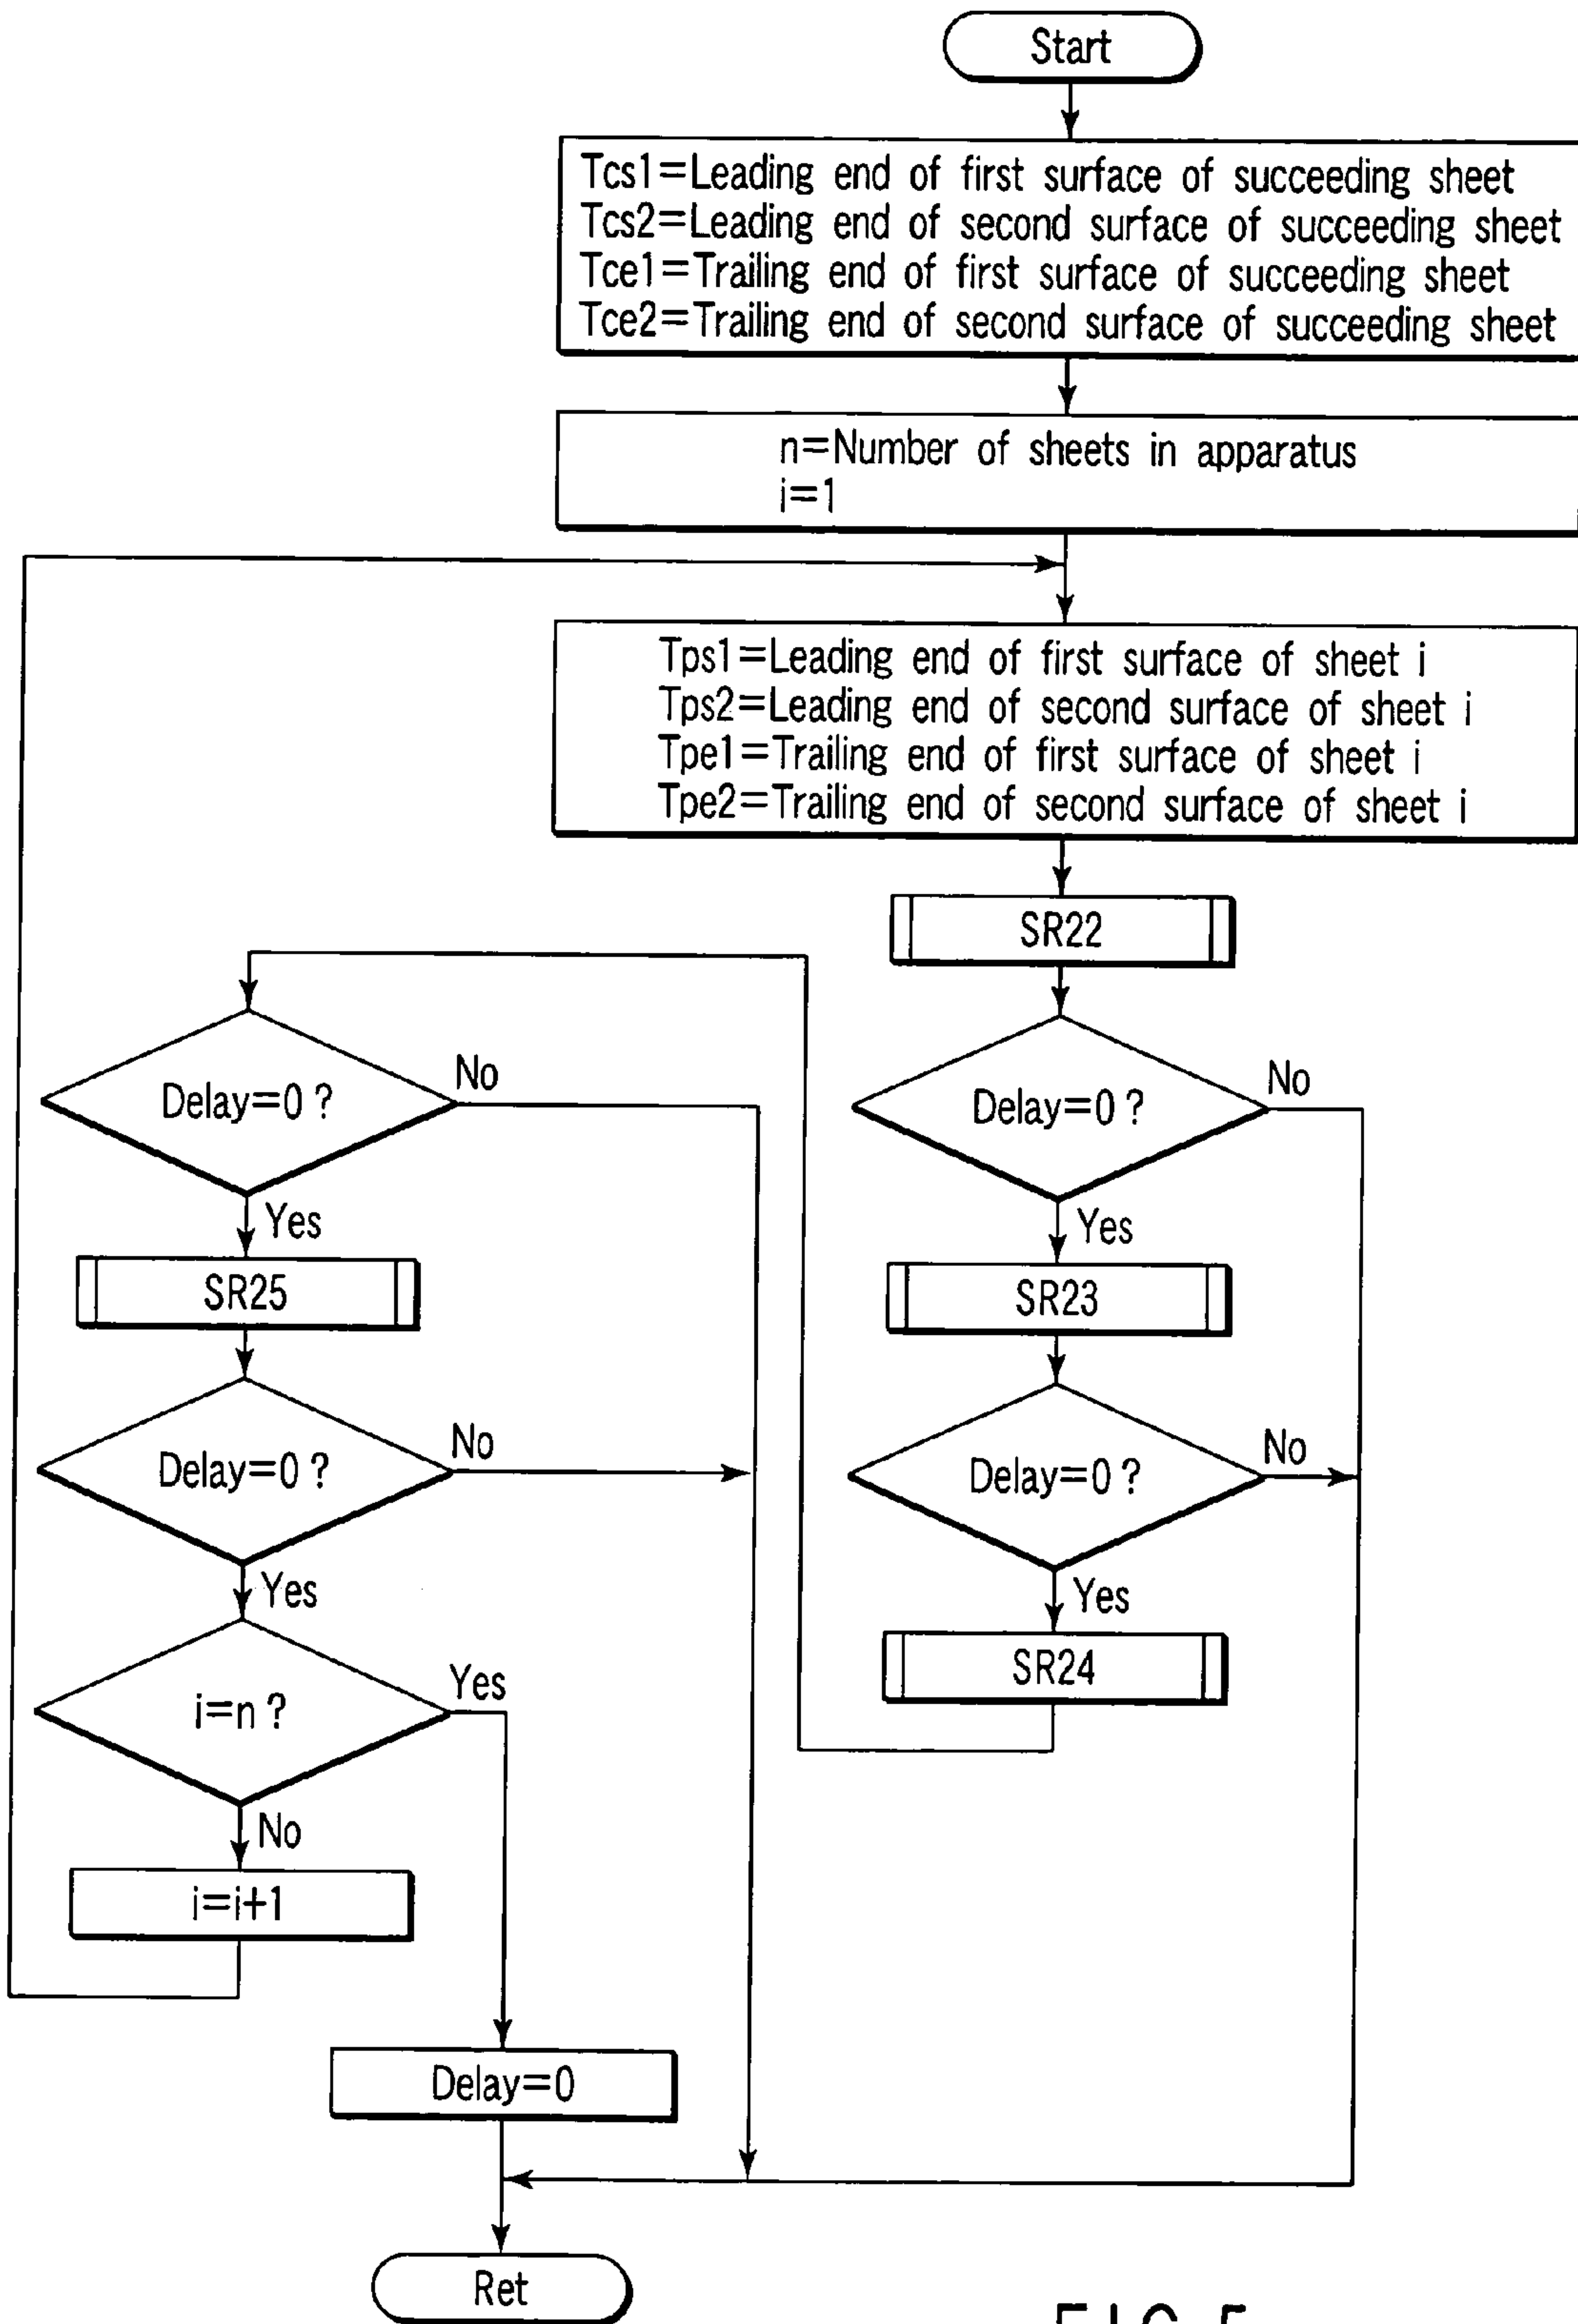 Start
Tcs1=Leading end of first surface of succeeding sheet
Tcs2=Leading end of second surface of succeeding sheet
Tce1=Trailing end of first surface of succeeding sheet
Tce2=Trailing end of second surface of succeeding sheet
n=Number of sheets in apparatus
i=1
Tps1=Leading end of first surface of sheet i
Tps2=Leading end of second surface of sheet i
Tpe1=Trailing end of first surface of sheet i
Tpe2=Trailing end of second surface of sheet i
SR22
Delay=0 ?
No
Yes
SR23
Delay=0 ?
No
Yes
SR24
Delay=0 ?
No
Yes
SR25
Delay=0 ?
No
Yes
i=n ?
Yes
No
i=i+1
Delay=0
Ret
FIG. 5